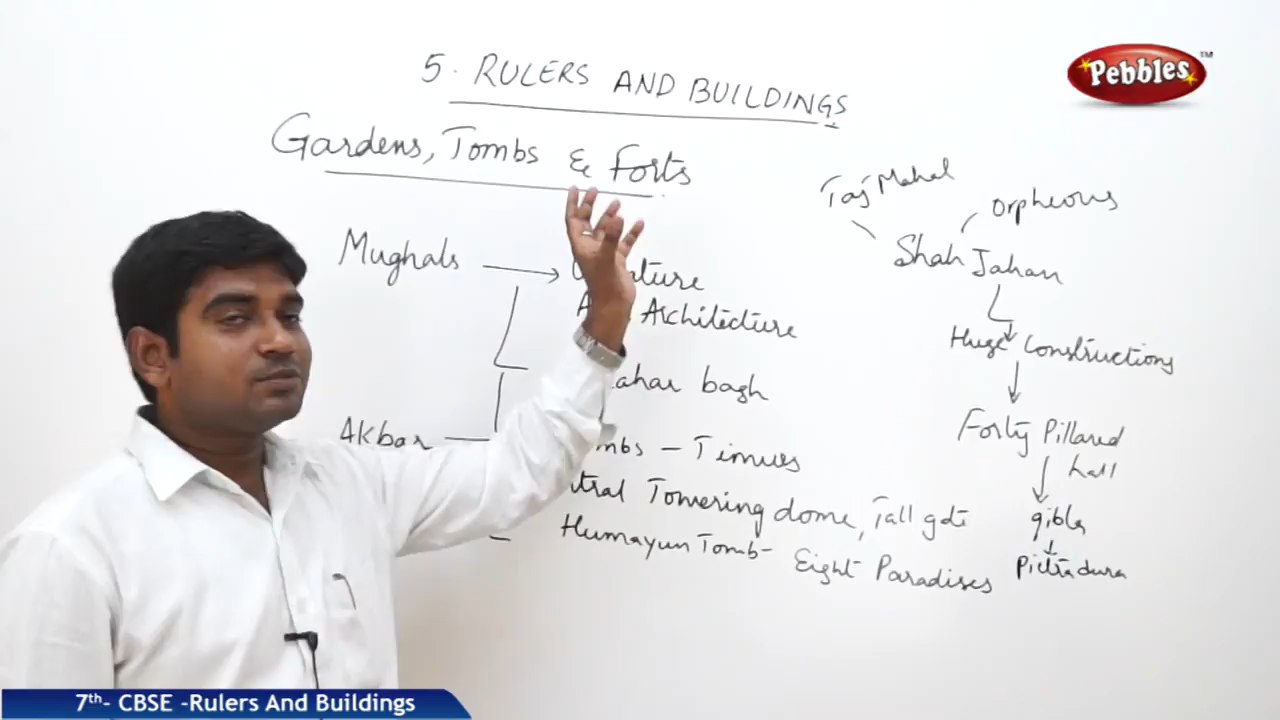 5. RULERS AND BUILDINGS
Pebbles™
Gardens, Tombs & Forts
Taj Mahal
Orpheous
Mughals
Shah Jahan
Architecture
Huge Constructions
bagh
Akbar
Forty Pillared
hall
- Timurs
Towering dome, Tall gate
qibla
Humayun Tomb- Eight Paradises
Pietradura
7th- CBSE -Rulers And Buildings